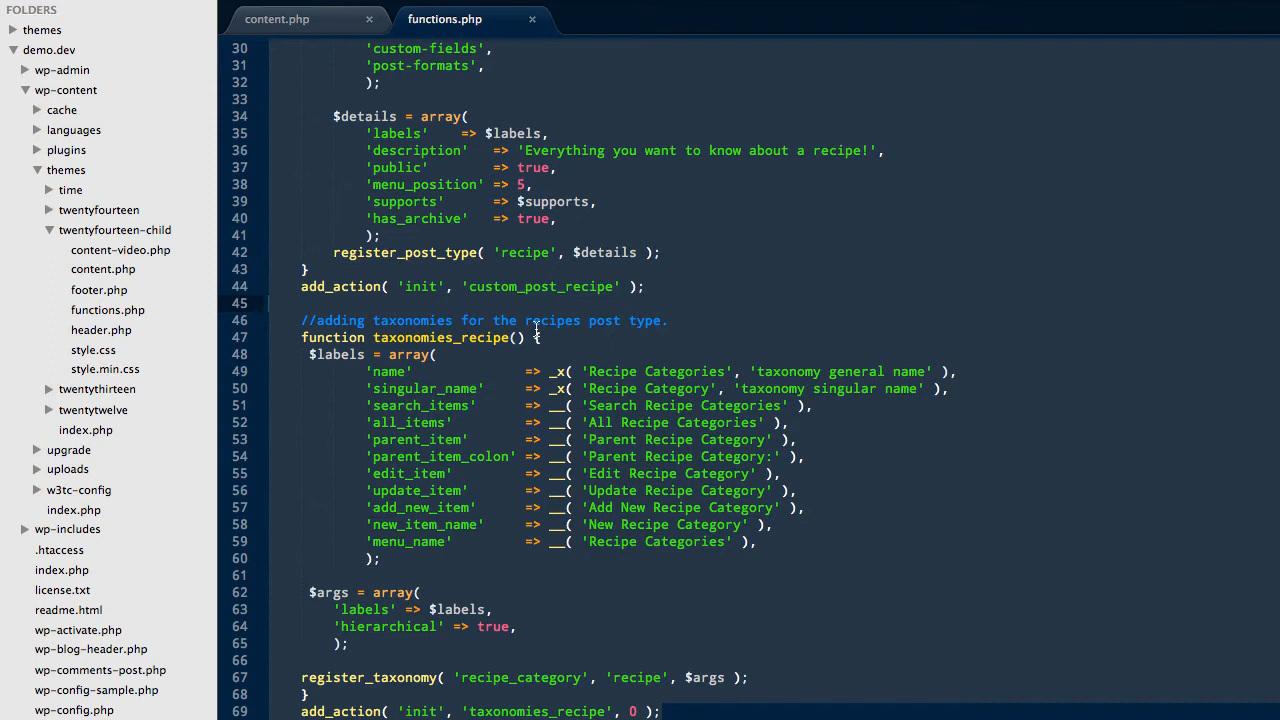 FOLDERS
themes
demo.dev
wp-admin
wp-content
cache
languages
plugins
themes
time
twentyfourteen
twentyfourteen-child
content-video.php
content.php
footer.php
functions.php
header.php
style.css
style.min.css
twentythirteen
twentytwelve
index.php
upgrade
uploads
w3tc-config
index.php
wp-includes
.htaccess
index.php
license.txt
readme.html
wp-activate.php
wp-blog-header.php
wp-comments-post.php
wp-config-sample.php
wp-config.php
content.php × functions.php ×
30 'custom-fields',
31 'post-formats',
32 );
33
34 $details = array(
35 'labels' => $labels,
36 'description' => 'Everything you want to know about a recipe!',
37 'public' => true,
38 'menu_position' => 5,
39 'supports' => $supports,
40 'has_archive' => true,
41 );
42 register_post_type( 'recipe', $details );
43 }
44 add_action( 'init', 'custom_post_recipe' );
45
46 //adding taxonomies for the recipes post type.
47 function taxonomies_recipe() {
48 $labels = array(
49 'name' => _x( 'Recipe Categories', 'taxonomy general name' ),
50 'singular_name' => _x( 'Recipe Category', 'taxonomy singular name' ),
51 'search_items' => __( 'Search Recipe Categories' ),
52 'all_items' => __( 'All Recipe Categories' ),
53 'parent_item' => __( 'Parent Recipe Category' ),
54 'parent_item_colon' => __( 'Parent Recipe Category:' ),
55 'edit_item' => __( 'Edit Recipe Category' ),
56 'update_item' => __( 'Update Recipe Category' ),
57 'add_new_item' => __( 'Add New Recipe Category' ),
58 'new_item_name' => __( 'New Recipe Category' ),
59 'menu_name' => __( 'Recipe Categories' ),
60 );
61
62 $args = array(
63 'labels' => $labels,
64 'hierarchical' => true,
65 );
66
67 register_taxonomy( 'recipe_category', 'recipe', $args );
68 }
69 add_action( 'init', 'taxonomies_recipe', 0 );